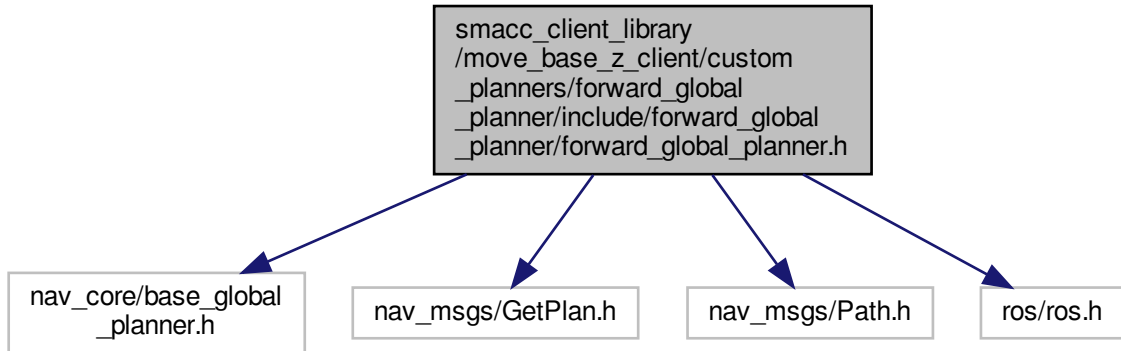 smacc_client_library
/move_base_z_client/custom
_planners/forward_global
_planner/include/forward_global
_planner/forward_global_planner.h
nav_core/base_global
_planner.h
nav_msgs/GetPlan.h
nav_msgs/Path.h
ros/ros.h